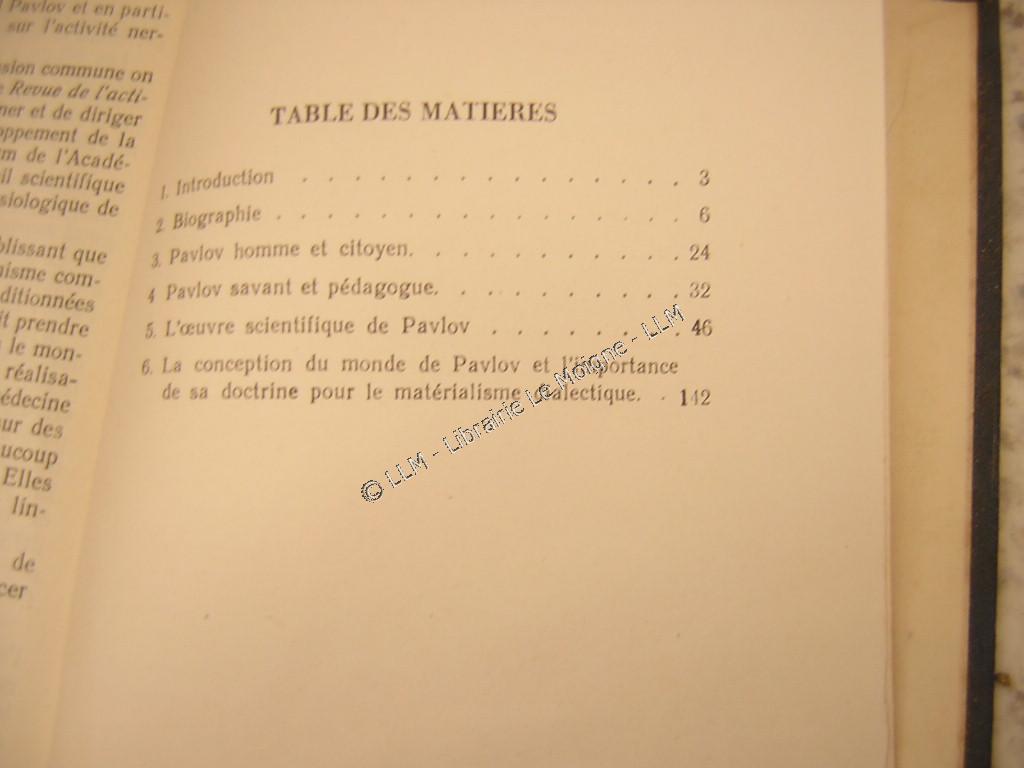 Pavlov et en parti-
sur l'activité ner-
sion commune on
Revue de l'acti-
ner et de diriger
oppement de la
m de l'Acadé-
il scientifique
siologique de
blissant que
nisme com-
ditionnées
it prendre
le mon-
réalisa-
édecine
ur des
ucoup
Elles
lin-
de
cer
TABLE DES MATIERES
1. Introduction . . . . . . . . . . . . . . . 3
2. Biographie . . . . . . . . . . . . . . . . 6
3. Pavlov homme et citoyen. . . . . . . . . . . 24
4 Pavlov savant et pédagogue. . . . . . . . . . 32
5. L'œuvre scientifique de Pavlov . . . . . . . . 46
6. La conception du monde de Pavlov et l'importance
de sa doctrine pour le matérialisme dialectique. . 142
© LLM - Librairie Le Moigne - LLM